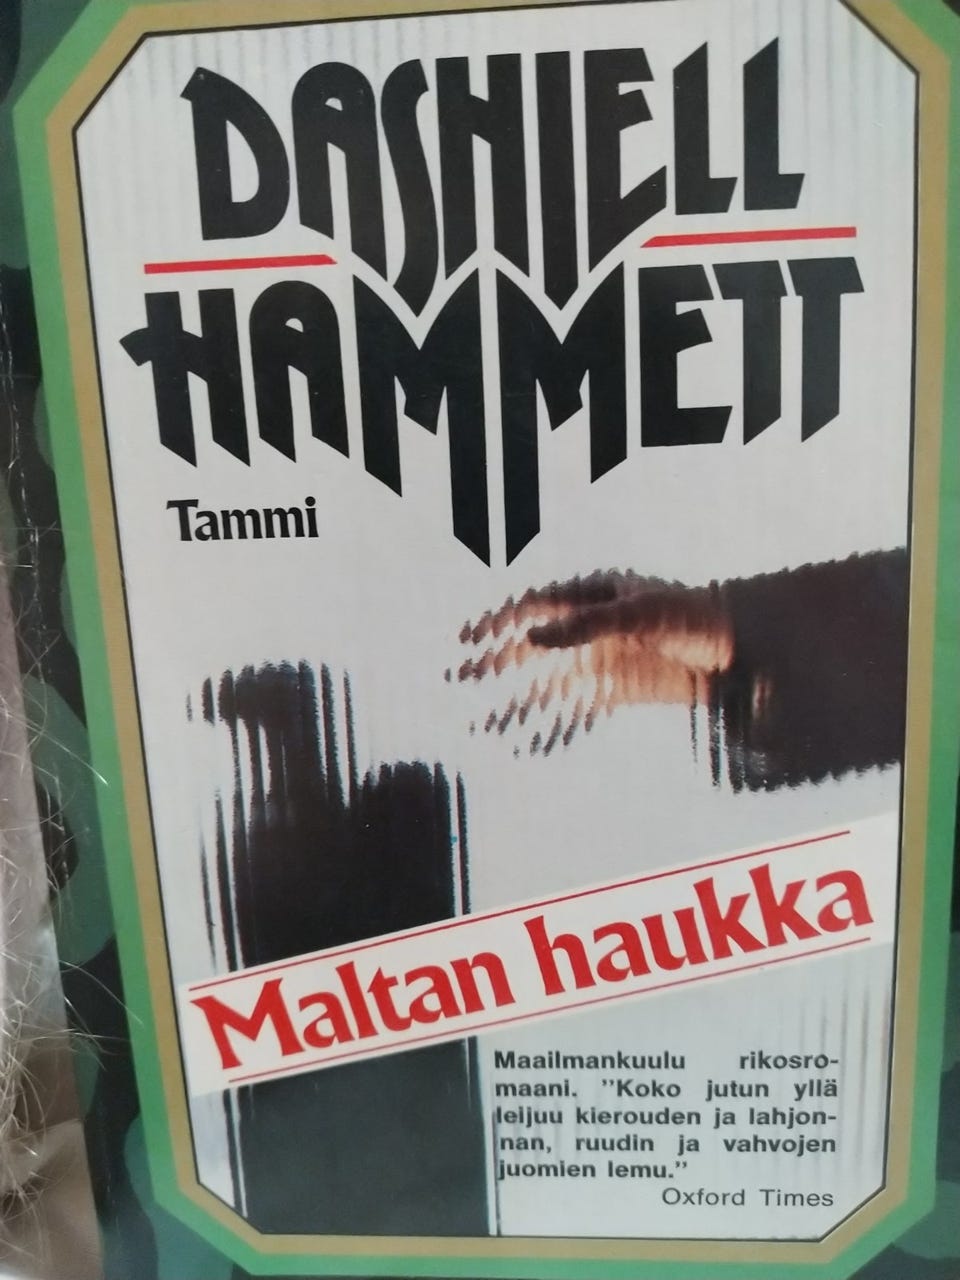 DASHIELL
HAMMETT
Tammi
Maltan haukka
Maailmankuulu rikosro-
maani. ”Koko jutun yllä
leijuu kierouden ja lahjon-
nan, ruudin ja vahvojen
juomien lemu.”
Oxford Times